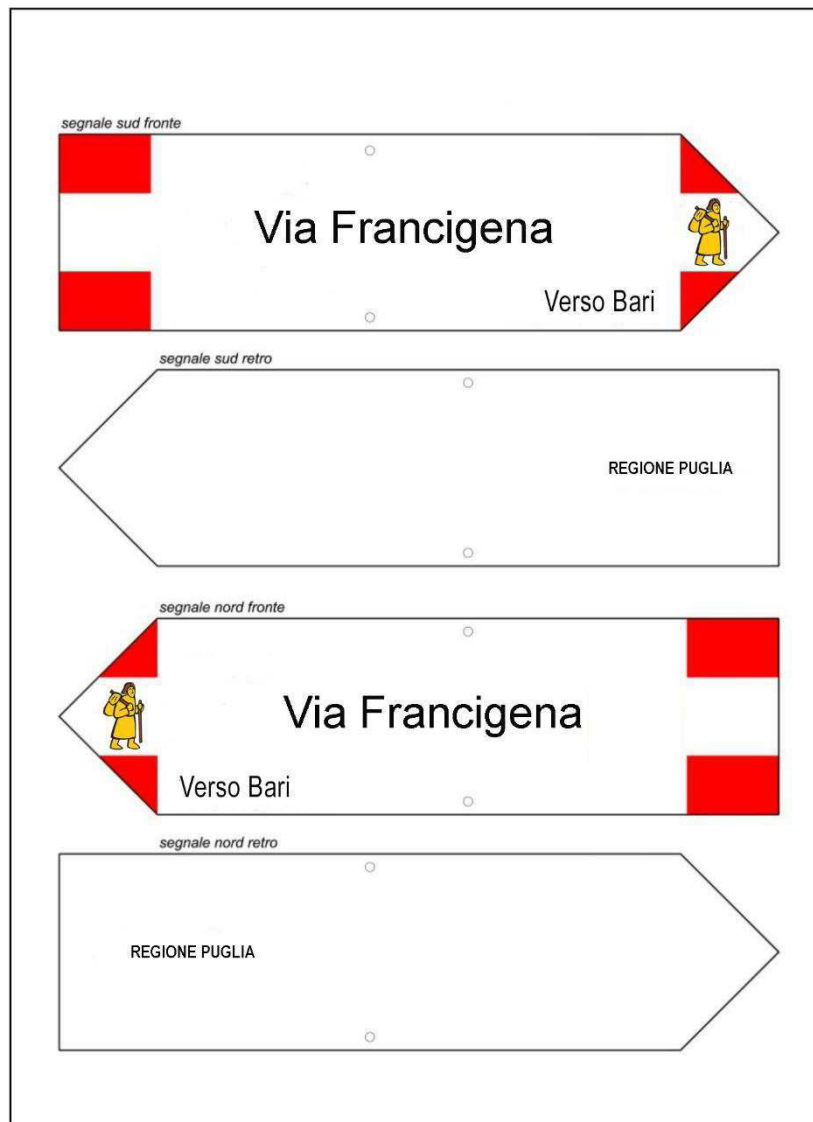 segnale sud fronte
Via Francigena
Verso Bari
segnale sud retro
REGIONE PUGLIA
segnale nord fronte
Via Francigena
Verso Bari
segnale nord retro
REGIONE PUGLIA